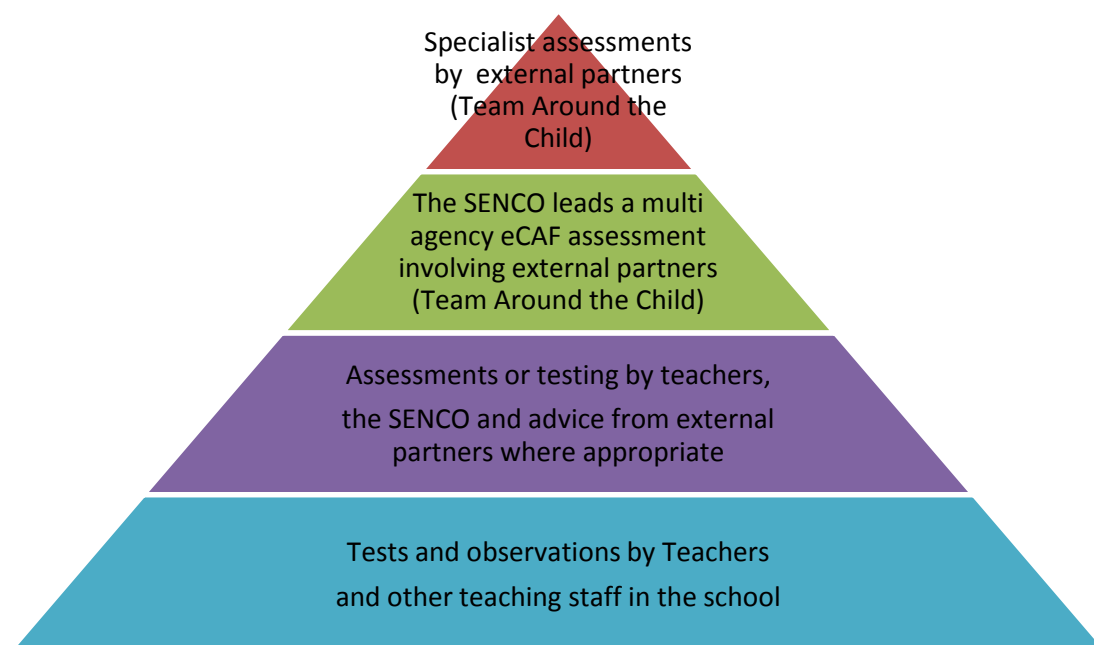 Specialist assessments
by external partners
(Team Around the
Child)
The SENCO leads a multi
agency eCAF assessment
involving external partners
(Team Around the Child)
Assessments or testing by teachers,
the SENCO and advice from external
partners where appropriate
Tests and observations by Teachers
and other teaching staff in the school